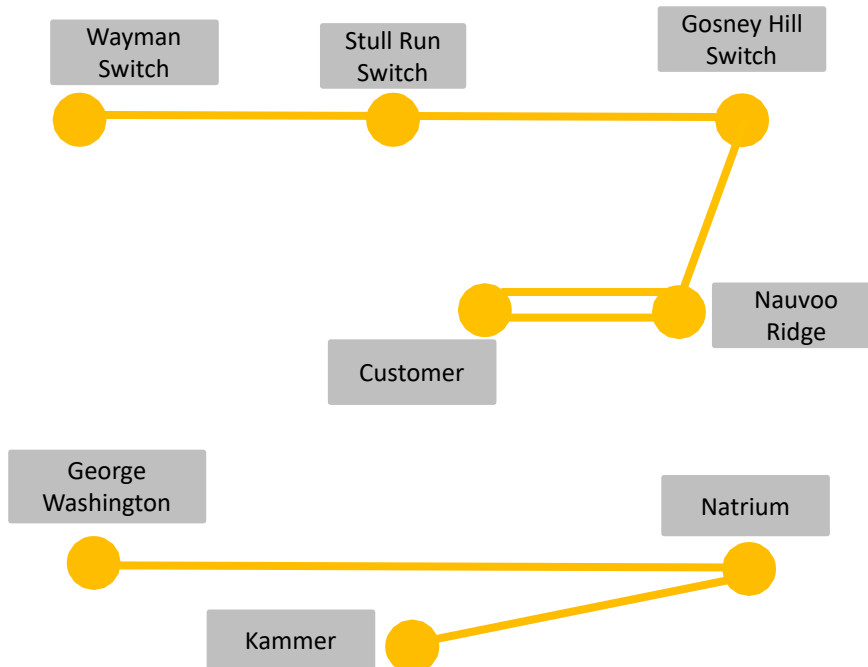 Wayman
Switch
Stull Run
Switch
Gosney Hill
Switch
Nauvoo
Ridge
Customer
George
Washington
Natrium
Kammer